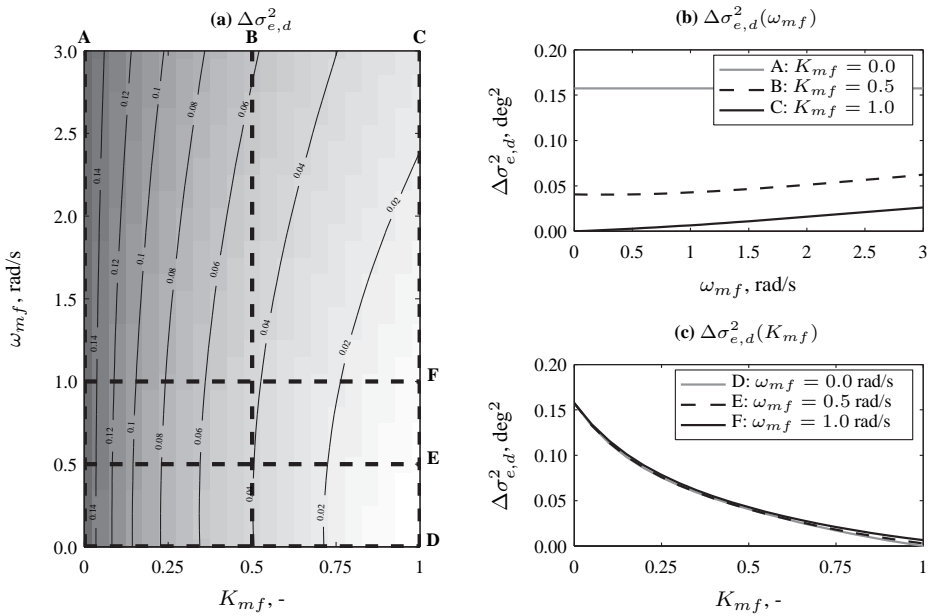 (a) Δσ²e,d
A B C
3.0
2.5
2.0
1.5
1.0
0.5
0.0
ωmf, rad/s
0.14 0.12 0.1 0.08 0.06 0.04 0.02
0.14 0.12 0.1 0.08 0.06 0.04 0.02
0.14 0.12 0.1 0.08 0.06 0.04 0.02
F
E
D
0 0.25 0.5 0.75 1
Kmf, -
(b) Δσ²e,d(ωmf)
Δσ²e,d, deg²
0.20
0.15
0.10
0.05
0.00
A: Kmf = 0.0
B: Kmf = 0.5
C: Kmf = 1.0
0 0.5 1 1.5 2 2.5 3
ωmf, rad/s
(c) Δσ²e,d(Kmf)
Δσ²e,d, deg²
0.20
0.15
0.10
0.05
0.00
D: ωmf = 0.0 rad/s
E: ωmf = 0.5 rad/s
F: ωmf = 1.0 rad/s
0 0.25 0.5 0.75 1
Kmf, -